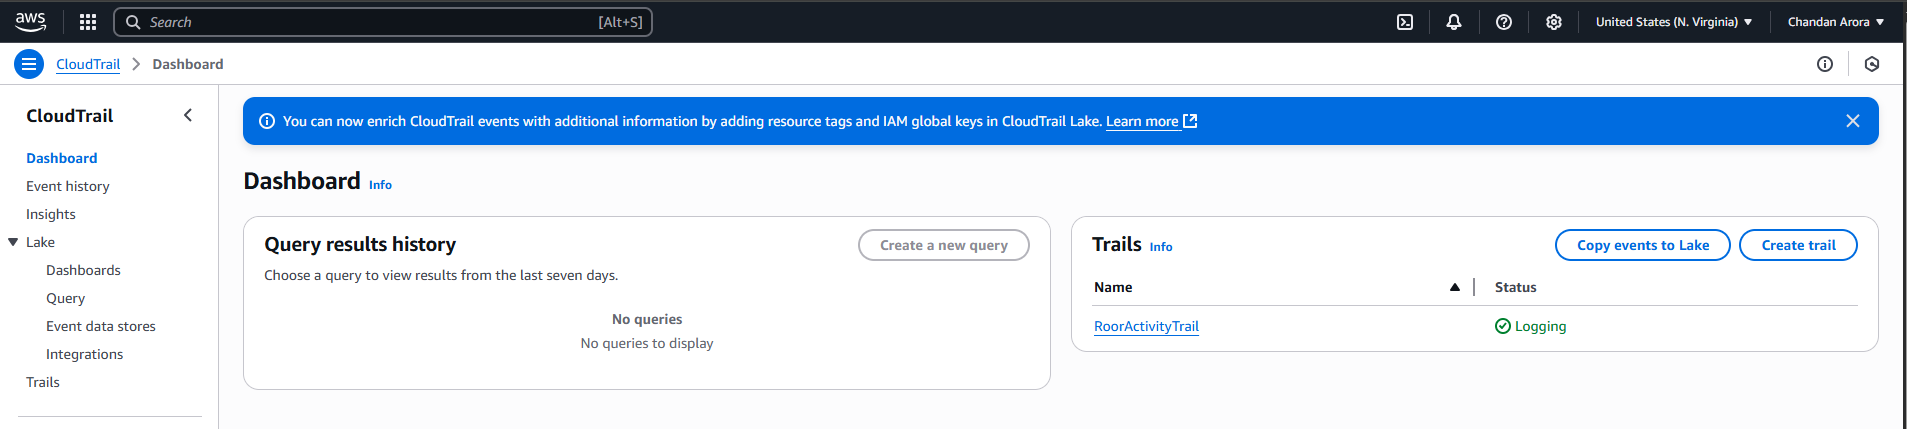 aws
Search [Alt+S]
United States (N. Virginia) Chandan Arora
CloudTrail Dashboard
CloudTrail
Dashboard
Event history
Insights
Lake
Dashboards
Query
Event data stores
Integrations
Trails
You can now enrich CloudTrail events with additional information by adding resource tags and IAM global keys in CloudTrail Lake. Learn more
Dashboard Info
Query results history
Create a new query
Choose a query to view results from the last seven days.
No queries
No queries to display
Trails Info
Copy events to Lake
Create trail
Name Status
RoorActivityTrail Logging